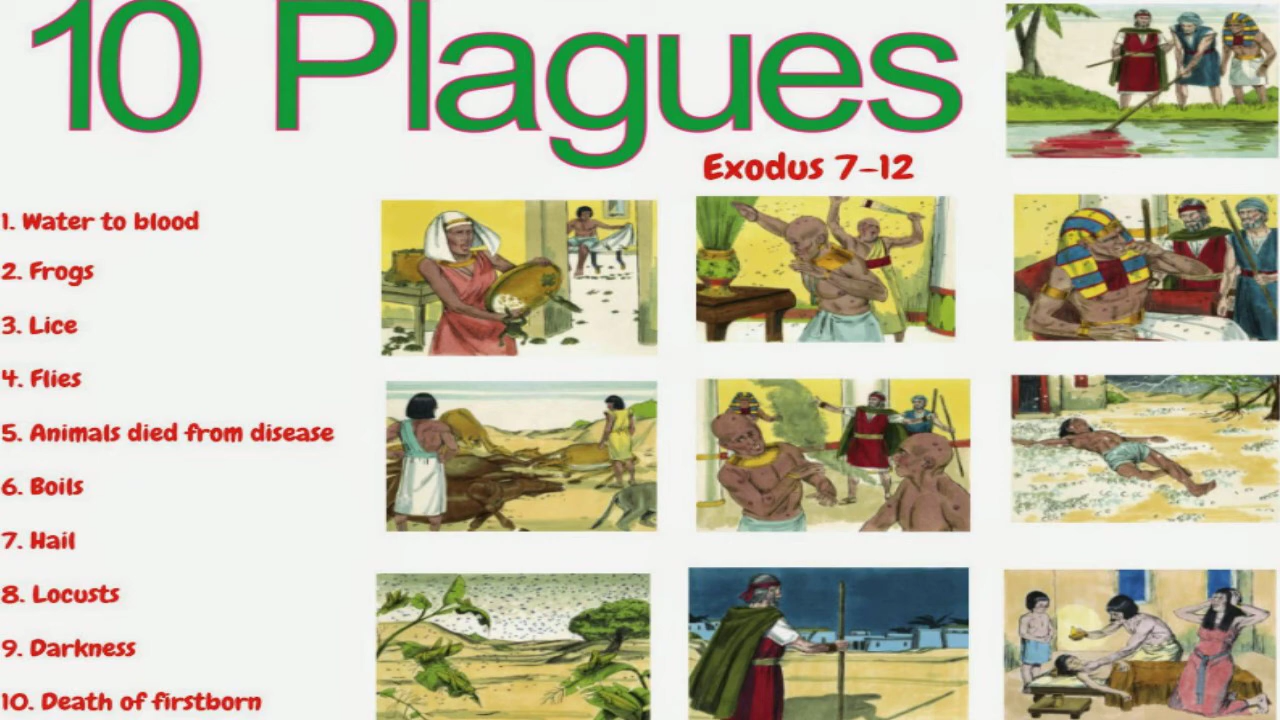 10 Plagues
Exodus 7-12
1. Water to blood
2. Frogs
3. Lice
4. Flies
5. Animals died from disease
6. Boils
7. Hail
8. Locusts
9. Darkness
10. Death of firstborn